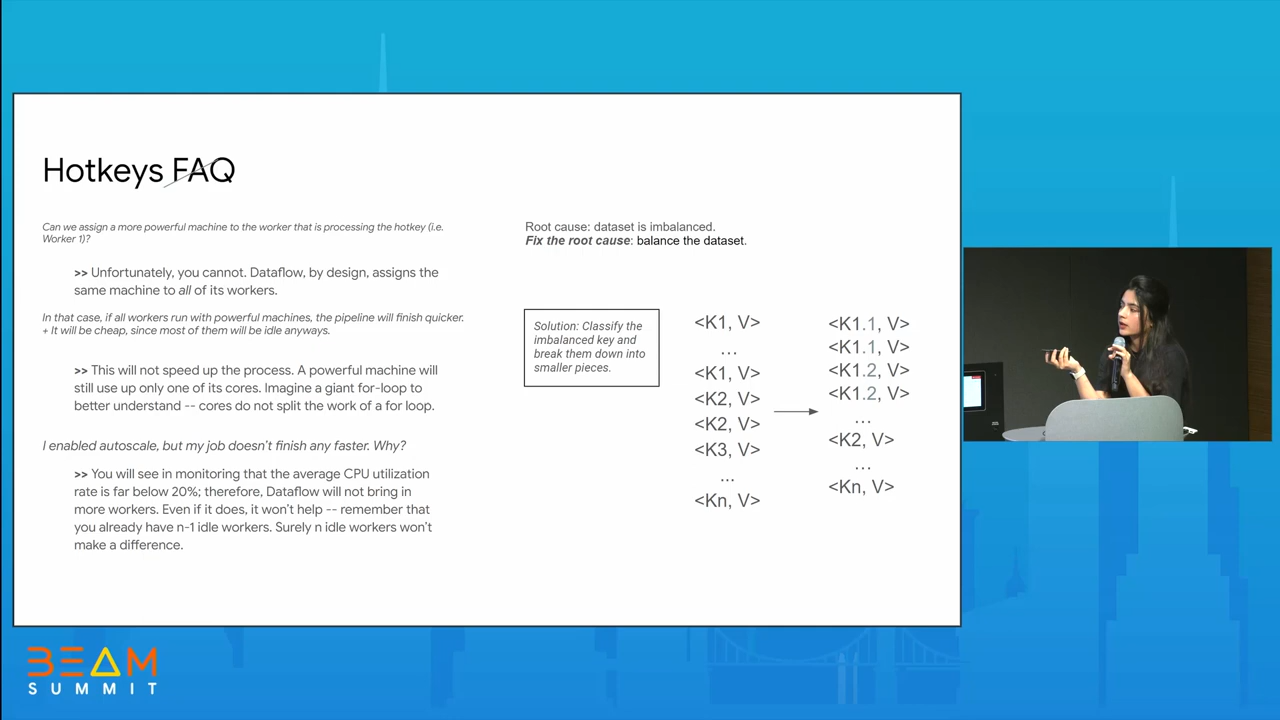 Hotkeys FAQ
Can we assign a more powerful machine to the worker that is processing the hotkey (i.e.
Worker 1)?
>> Unfortunately, you cannot. Dataflow, by design, assigns the
same machine to all of its workers.
In that case, if all workers run with powerful machines, the pipeline will finish quicker.
+ It will be cheap, since most of them will be idle anyways.
>> This will not speed up the process. A powerful machine will
still use up only one of its cores. Imagine a giant for-loop to
better understand -- cores do not split the work of a for loop.
I enabled autoscale, but my job doesn't finish any faster. Why?
>> You will see in monitoring that the average CPU utilization
rate is far below 20%; therefore, Dataflow will not bring in
more workers. Even if it does, it won't help -- remember that
you already have n-1 idle workers. Surely n idle workers won't
make a difference.
Root cause: dataset is imbalanced.
Fix the root cause: balance the dataset.
Solution: Classify the
imbalanced key and
break them down into
smaller pieces.
<K1, V>
...
<K1, V>
<K2, V>
<K2, V>
<K3, V>
...
<Kn, V>
<K1.1, V>
<K1.1, V>
<K1.2, V>
<K1.2, V>
...
<K2, V>
...
<Kn, V>
BEAM
SUMMIT